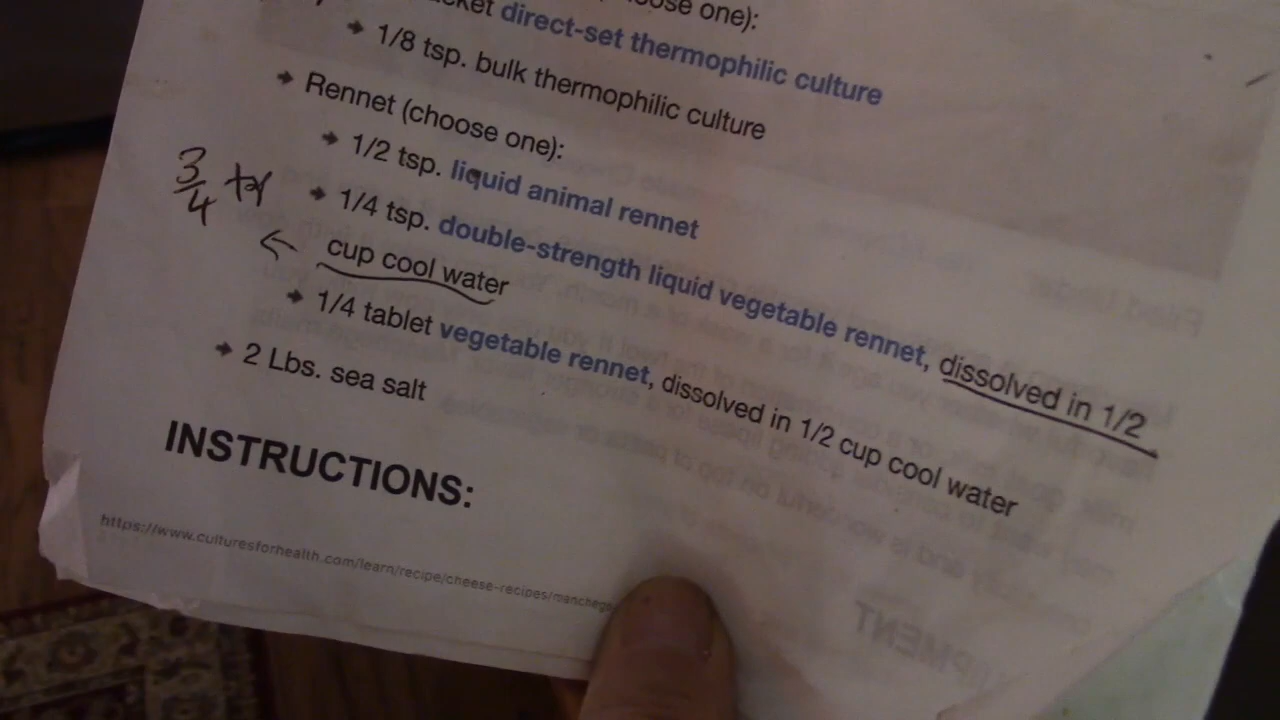 direct-set thermophilic culture
➔ 1/8 tsp. bulk thermophilic culture
➔ Rennet (choose one):
➔ 1/2 tsp. liquid animal rennet
3/4
➔ 1/4 tsp. double-strength liquid vegetable rennet, dissolved in 1/2
← cup cool water
➔ 1/4 tablet vegetable rennet, dissolved in 1/2 cup cool water
➔ 2 Lbs. sea salt
INSTRUCTIONS:
https://www.culturesforhealth.com/learn/recipe/cheese-recipes/manchego